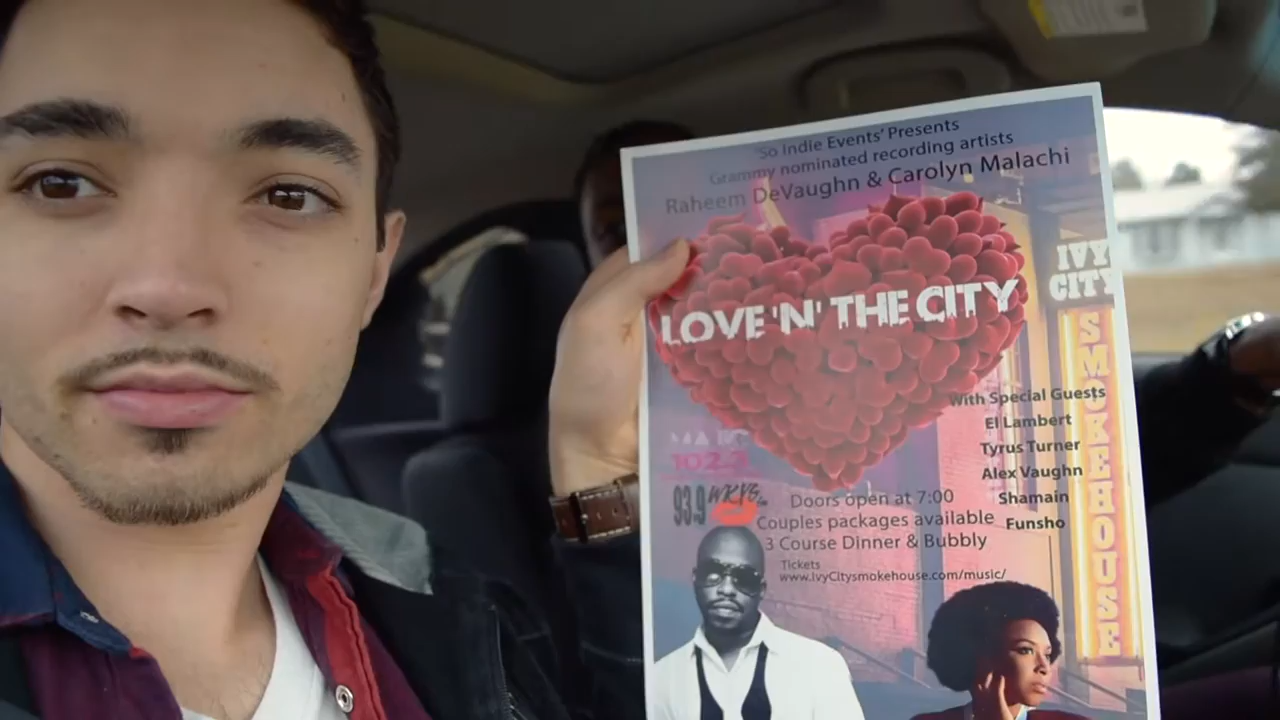 'So Indie Events' Presents
Grammy nominated recording artists
Raheem DeVaughn & Carolyn Malachi
LOVE 'N' THE CITY
IVY
CITY
SMOKEHOUSE
With Special Guests
El Lambert
Tyrus Turner
Alex Vaughn
Shamain
Funsho
102.3
93.9 WKYS
Doors open at 7:00
Couples packages available
3 Course Dinner & Bubbly
Tickets
www.IvyCitysmokehouse.com/music/